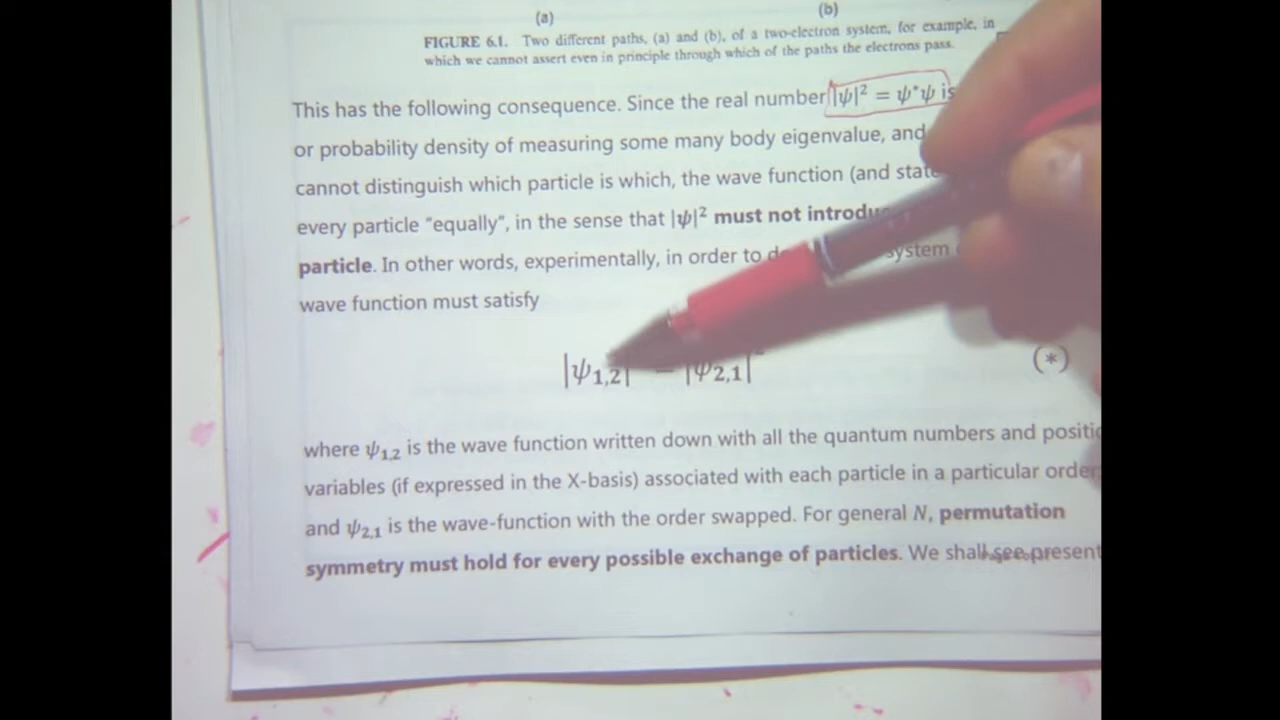 (a) (b)
FIGURE 6.1. Two different paths, (a) and (b), of a two-electron system, for example, in
which we cannot assert even in principle through which of the paths the electrons pass.
This has the following consequence. Since the real number |ψ|² = ψ*ψ is
or probability density of measuring some many body eigenvalue, and
cannot distinguish which particle is which, the wave function (and state
every particle “equally”, in the sense that |ψ|² must not
particle. In other words, experimentally, in order to system
wave function must satisfy
|ψ1,2| = |ψ2,1|² (*)
where ψ1,2 is the wave function written down with all the quantum numbers and
variables (if expressed in the X-basis) associated with each particle in a particular order
and ψ2,1 is the wave-function with the order swapped. For general N, permutation
symmetry must hold for every possible exchange of particles. We shall see